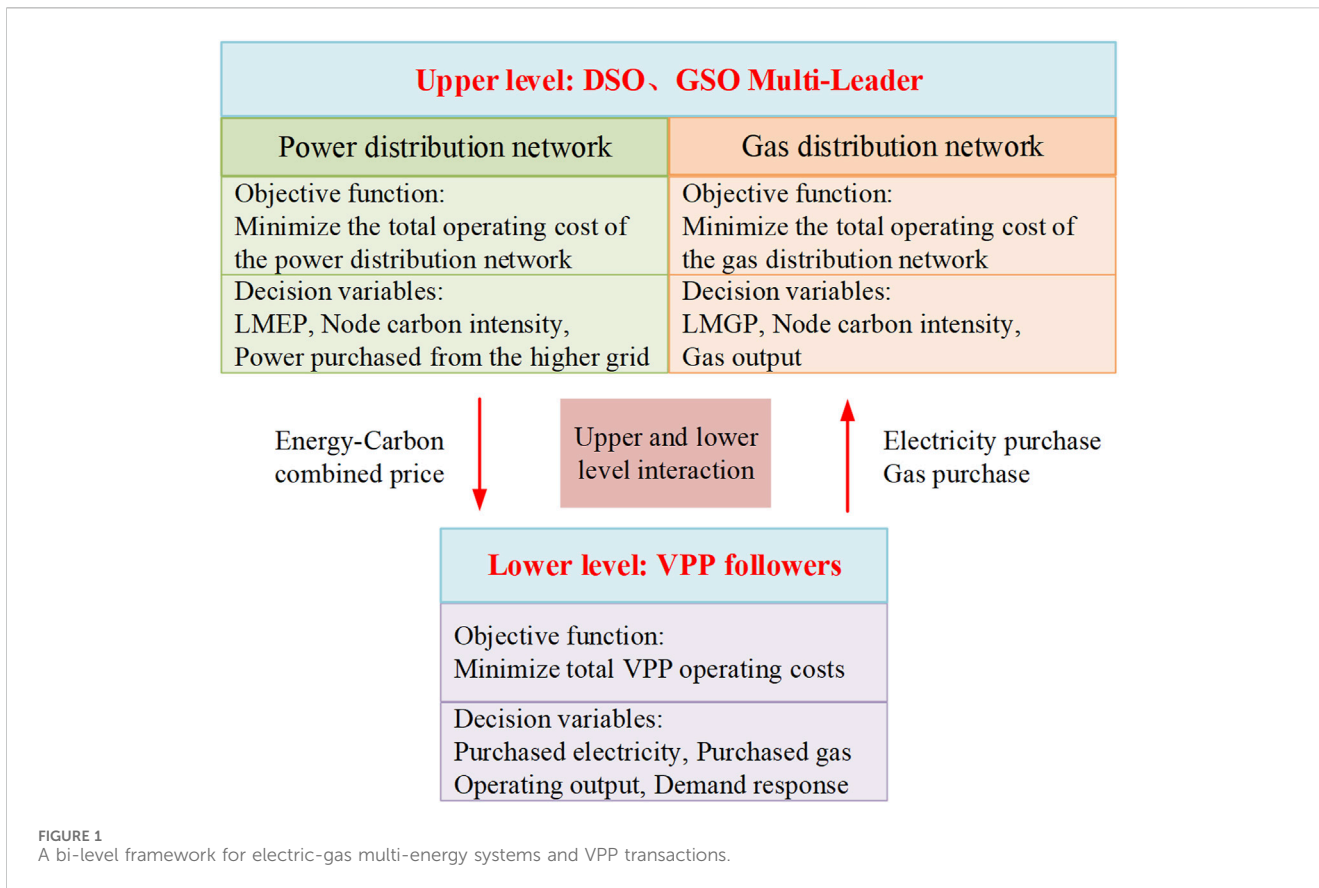 Upper level: DSO、GSO Multi-Leader
Power distribution network
Gas distribution network
Objective function:
Minimize the total operating cost of
the power distribution network
Objective function:
Minimize the total operating cost of
the gas distribution network
Decision variables:
LMEP, Node carbon intensity,
Power purchased from the higher grid
Decision variables:
LMGP, Node carbon intensity,
Gas output
Energy-Carbon
combined price
Upper and lower
level interaction
Electricity purchase
Gas purchase
Lower level: VPP followers
Objective function:
Minimize total VPP operating costs
Decision variables:
Purchased electricity, Purchased gas
Operating output, Demand response
FIGURE 1
A bi-level framework for electric-gas multi-energy systems and VPP transactions.